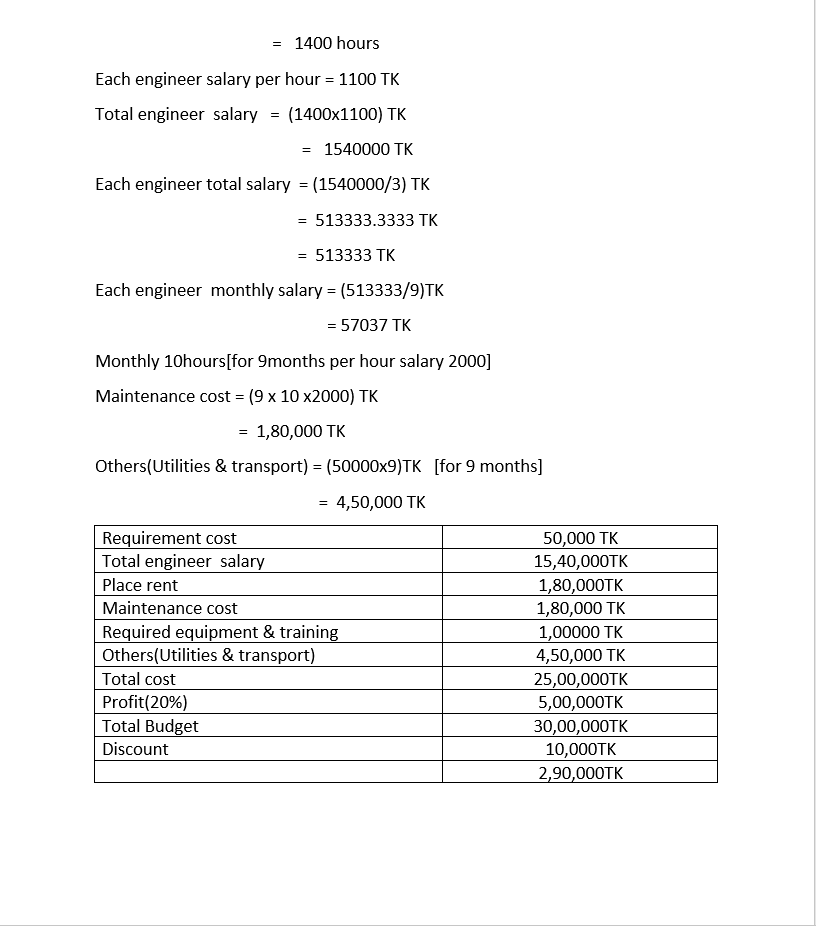 = 1400 hours
Each engineer salary per hour = 1100 TK
Total engineer salary = (1400x1100) TK
= 1540000 TK
Each engineer total salary = (1540000/3) TK
= 513333.3333 TK
= 513333 TK
Each engineer monthly salary = (513333/9)TK
= 57037 TK
Monthly 10hours[for 9months per hour salary 2000]
Maintenance cost = (9 x 10 x2000) TK
= 1,80,000 TK
Others(Utilities & transport) = (50000x9)TK [for 9 months]
= 4,50,000 TK
Requirement cost 50,000 TK
Total engineer salary 15,40,000TK
Place rent 1,80,000TK
Maintenance cost 1,80,000 TK
Required equipment & training 1,00000 TK
Others(Utilities & transport) 4,50,000 TK
Total cost 25,00,000TK
Profit(20%) 5,00,000TK
Total Budget 30,00,000TK
Discount 10,000TK
2,90,000TK